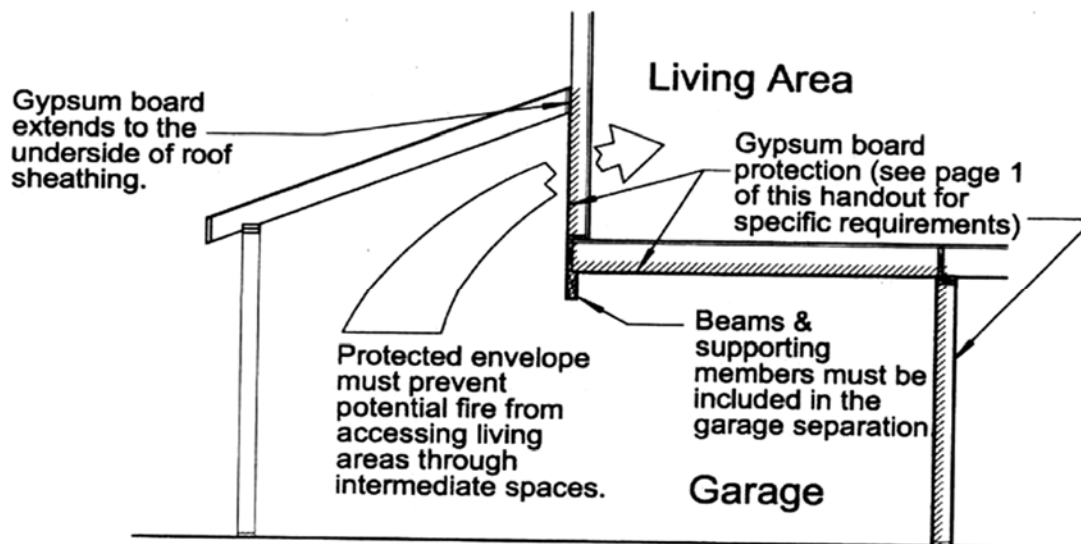 Gypsum board
extends to the
underside of roof
sheathing.
Living Area
Gypsum board
protection (see page 1
of this handout for
specific requirements)
Protected envelope
must prevent
potential fire from
accessing living
areas through
intermediate spaces.
Beams &
supporting
members must be
included in the
garage separation
Garage